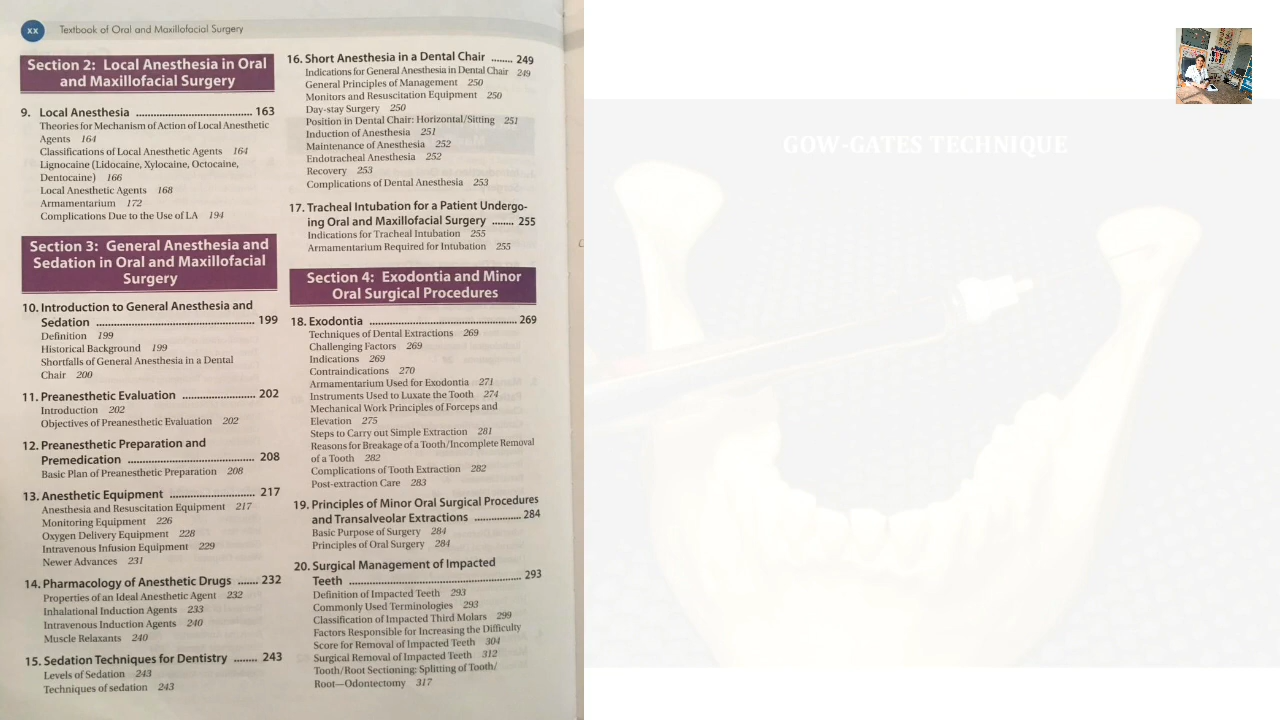 xx Textbook of Oral and Maxillofacial Surgery
Section 2: Local Anesthesia in Oral
and Maxillofacial Surgery
9. Local Anesthesia ........................................ 163
Theories for Mechanism of Action of Local Anesthetic
Agents 164
Classifications of Local Anesthetic Agents 164
Lignocaine (Lidocaine, Xylocaine, Octocaine,
Dentocaine) 166
Local Anesthetic Agents 168
Armamentarium 172
Complications Due to the Use of LA 194
Section 3: General Anesthesia and
Sedation in Oral and Maxillofacial
Surgery
10. Introduction to General Anesthesia and
Sedation ...................................................... 199
Definition 199
Historical Background 199
Shortfalls of General Anesthesia in a Dental
Chair 200
11. Preanesthetic Evaluation ......................... 202
Introduction 202
Objectives of Preanesthetic Evaluation 202
12. Preanesthetic Preparation and
Premedication ........................................... 208
Basic Plan of Preanesthetic Preparation 208
13. Anesthetic Equipment ............................. 217
Anesthesia and Resuscitation Equipment 217
Monitoring Equipment 226
Oxygen Delivery Equipment 228
Intravenous Infusion Equipment 229
Newer Advances 231
14. Pharmacology of Anesthetic Drugs ....... 232
Properties of an Ideal Anesthetic Agent 232
Inhalational Induction Agents 233
Intravenous Induction Agents 240
Muscle Relaxants 240
15. Sedation Techniques for Dentistry ........ 243
Levels of Sedation 243
Techniques of sedation 243
16. Short Anesthesia in a Dental Chair ........ 249
Indications for General Anesthesia in Dental Chair 249
General Principles of Management 250
Monitors and Resuscitation Equipment 250
Day-stay Surgery 250
Position in Dental Chair: Horizontal/Sitting 251
Induction of Anesthesia 251
Maintenance of Anesthesia 252
Endotracheal Anesthesia 252
Recovery 253
Complications of Dental Anesthesia 253
17. Tracheal Intubation for a Patient Undergo-
ing Oral and Maxillofacial Surgery ........ 255
Indications for Tracheal Intubation 255
Armamentarium Required for Intubation 255
Section 4: Exodontia and Minor
Oral Surgical Procedures
18. Exodontia .................................................. 269
Techniques of Dental Extractions 269
Challenging Factors 269
Indications 269
Contraindications 270
Armamentarium Used for Exodontia 271
Instruments Used to Luxate the Tooth 274
Mechanical Work Principles of Forceps and
Elevation 275
Steps to Carry out Simple Extraction 281
Reasons for Breakage of a Tooth/Incomplete Removal
of a Tooth 282
Complications of Tooth Extraction 282
Post-extraction Care 283
19. Principles of Minor Oral Surgical Procedures
and Transalveolar Extractions ................ 284
Basic Purpose of Surgery 284
Principles of Oral Surgery 284
20. Surgical Management of Impacted
Teeth .......................................................... 293
Definition of Impacted Teeth 293
Commonly Used Terminologies 293
Classification of Impacted Third Molars 299
Factors Responsible for Increasing the Difficulty
Score for Removal of Impacted Teeth 304
Surgical Removal of Impacted Teeth 312
Tooth/Root Sectioning: Splitting of Tooth/
Root—Odontectomy 317
GOW-GATES TECHNIQUE